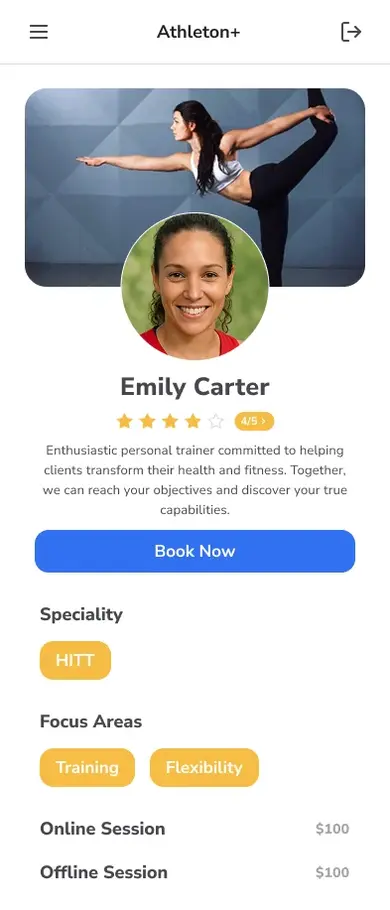 Athleton+
Emily Carter
4/5 ›
Enthusiastic personal trainer committed to helping
clients transform their health and fitness. Together,
we can reach your objectives and discover your true
capabilities.
Book Now
Speciality
HITT
Focus Areas
Training Flexibility
Online Session $100
Offline Session $100